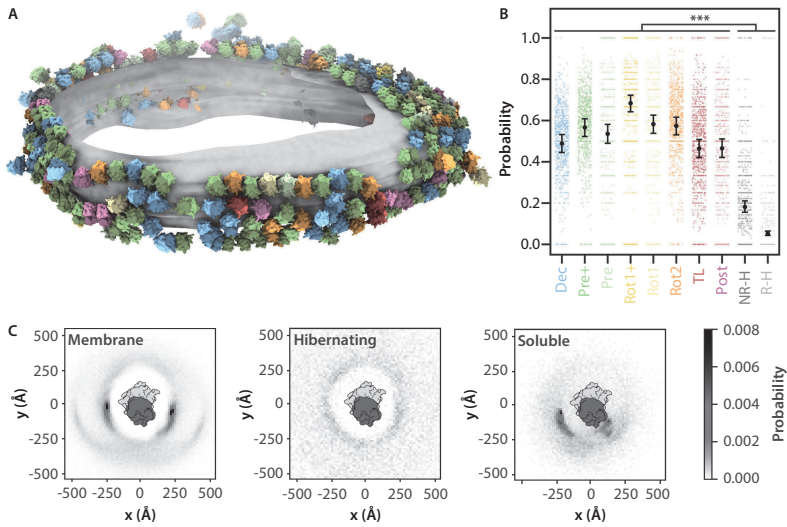 A
B
***
Probability
1.0
0.8
0.6
0.4
0.2
0.0
Dec
Pre+
Pre
Rot1+
Rot1
Rot2
TL
Post
NR-H
R-H
C
Membrane
y (Å)
500
250
0
-250
-500
-500 -250 0 250 500
x (Å)
Hibernating
y (Å)
500
250
0
-250
-500
-500 -250 0 250 500
x (Å)
Soluble
y (Å)
500
250
0
-250
-500
-500 -250 0 250 500
x (Å)
0.008
0.006
0.004
0.002
0.000
Probability